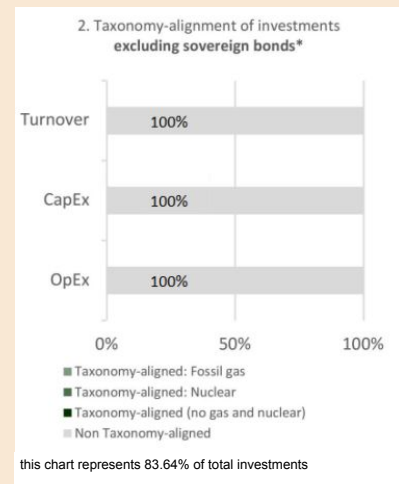 2. Taxonomy-alignment of investments
excluding sovereign bonds*
Turnover 100%
CapEx 100%
OpEx 100%
0% 50% 100%
Taxonomy-aligned: Fossil gas
Taxonomy-aligned: Nuclear
Taxonomy-aligned (no gas and nuclear)
Non Taxonomy-aligned
this chart represents 83.64% of total investments